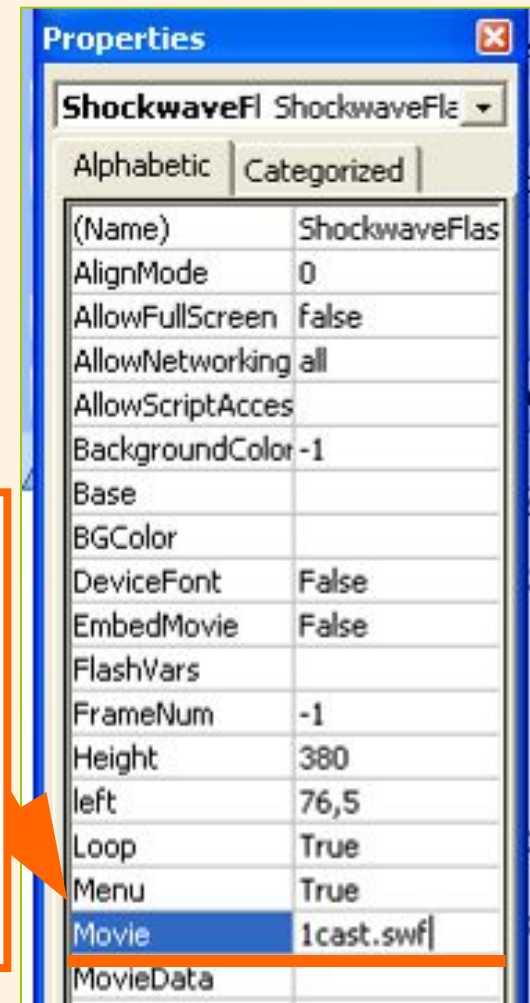 Properties
ShockwaveFl ShockwaveFla
Alphabetic Categorized
(Name) ShockwaveFlas
AlignMode 0
AllowFullScreen false
AllowNetworking all
AllowScriptAcces
BackgroundColor -1
Base
BGColor
DeviceFont False
EmbedMovie False
FlashVars
FrameNum -1
Height 380
left 76,5
Loop True
Menu True
Movie 1cast.swf
MovieData